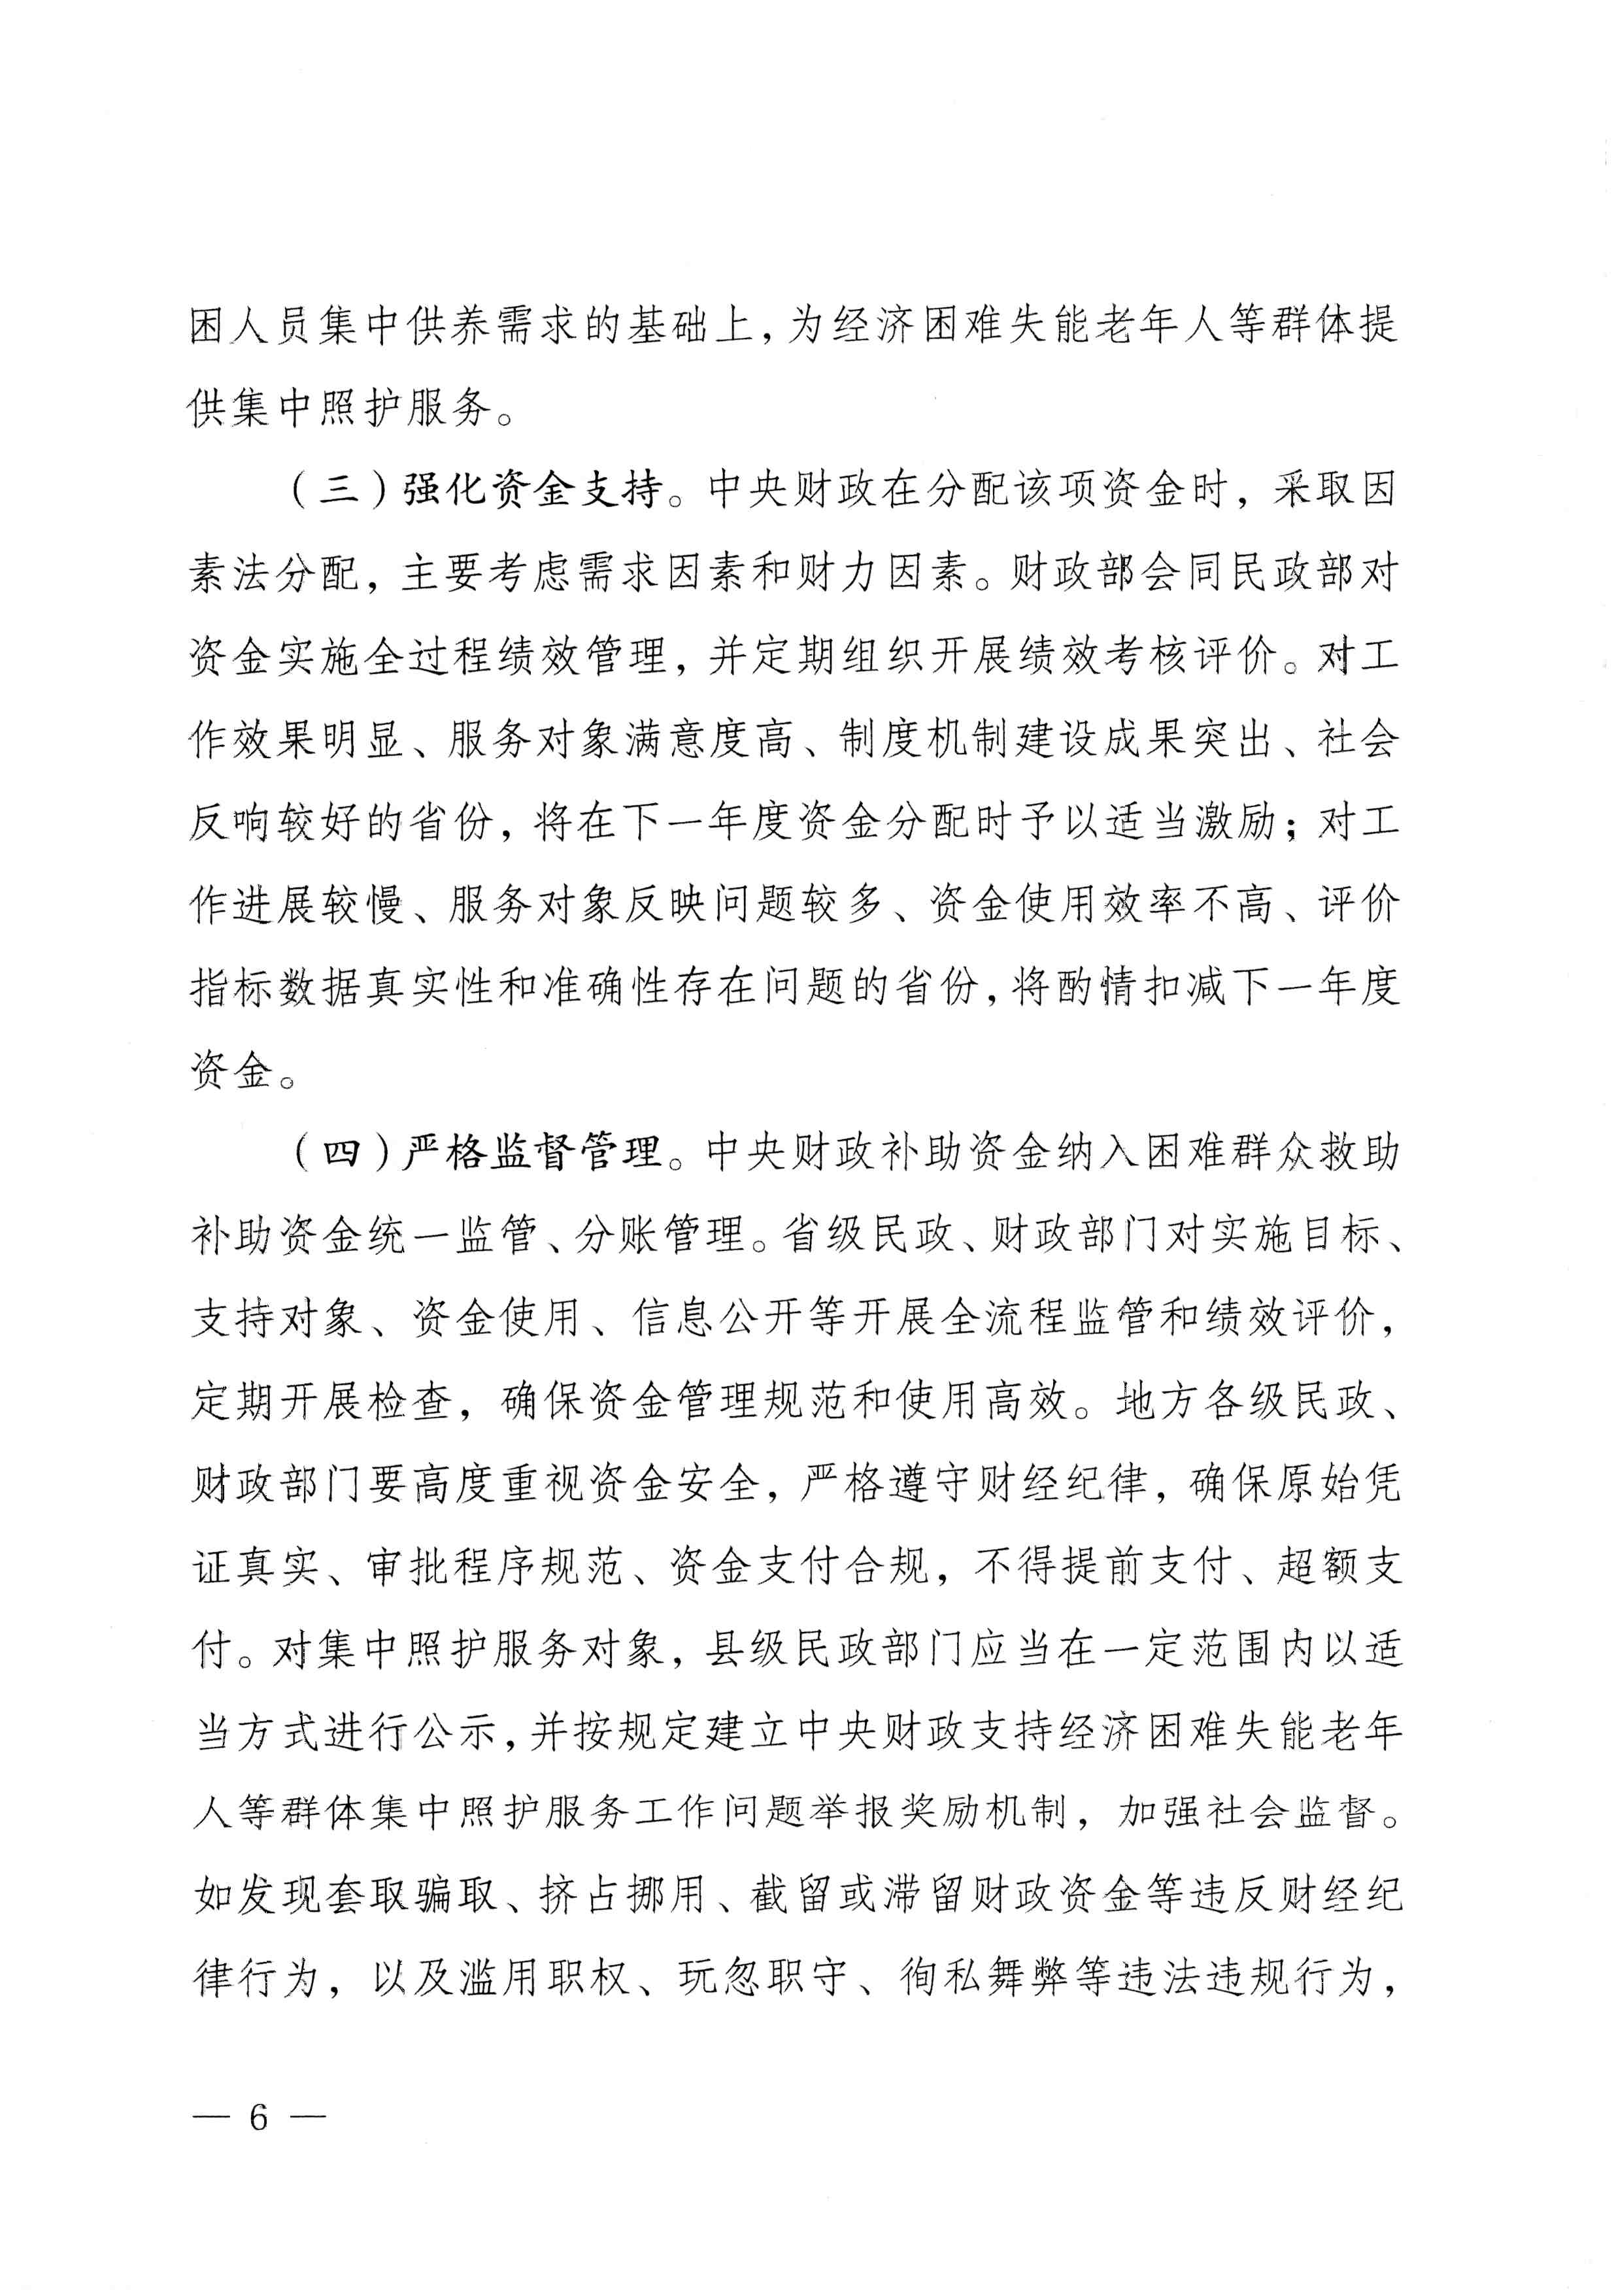 困人员集中供养需求的基础上，为经济困难失能老年人等群体提
供集中照护服务。
（三）强化资金支持。中央财政在分配该项资金时，采取因
素法分配，主要考虑需求因素和财力因素。财政部会同民政部对
资金实施全过程绩效管理，并定期组织开展绩效考核评价。对工
作效果明显、服务对象满意度高、制度机制建设成果突出、社会
反响较好的省份，将在下一年度资金分配时予以适当激励；对工
作进展较慢、服务对象反映问题较多、资金使用效率不高、评价
指标数据真实性和准确性存在问题的省份，将酌情扣减下一年度
资金。
（四）严格监督管理。中央财政补助资金纳入困难群众救助
补助资金统一监管、分账管理。省级民政、财政部门对实施目标、
支持对象、资金使用、信息公开等开展全流程监管和绩效评价，
定期开展检查，确保资金管理规范和使用高效。地方各级民政、
财政部门要高度重视资金安全，严格遵守财经纪律，确保原始凭
证真实、审批程序规范、资金支付合规，不得提前支付、超额支
付。对集中照护服务对象，县级民政部门应当在一定范围内以适
当方式进行公示，并按规定建立中央财政支持经济困难失能老年
人等群体集中照护服务工作问题举报奖励机制，加强社会监督。
如发现套取骗取、挤占挪用、截留或滞留财政资金等违反财经纪
律行为，以及滥用职权、玩忽职守、徇私舞弊等违法违规行为，
— 6 —